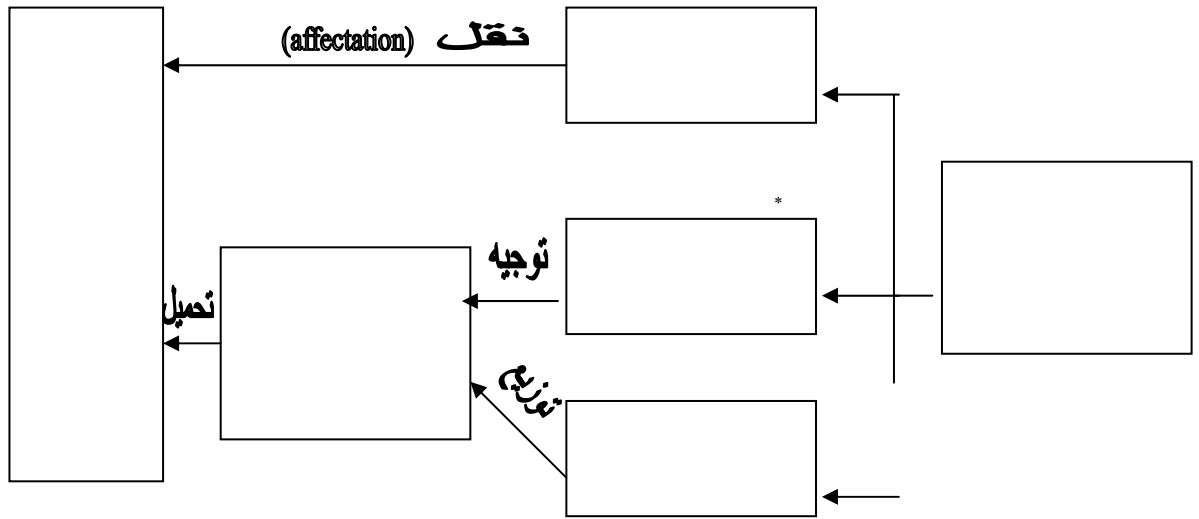 نقل (affectation)
*
توجيه
تحميل
توزيع